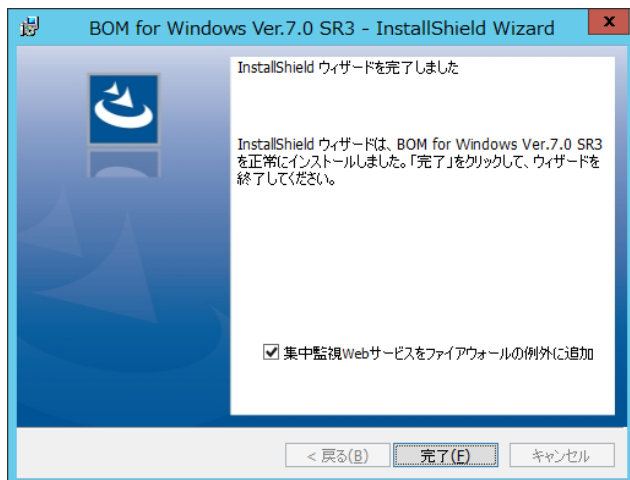 BOM for Windows Ver.7.0 SR3 - InstallShield Wizard
x
InstallShield ウィザードを完了しました
InstallShield ウィザードは、BOM for Windows Ver.7.0 SR3
を正常にインストールしました。「完了」をクリックして、ウィザードを
終了してください。
集中監視Webサービスをファイアウォールの例外に追加
< 戻る(B)
完了(F)
キャンセル